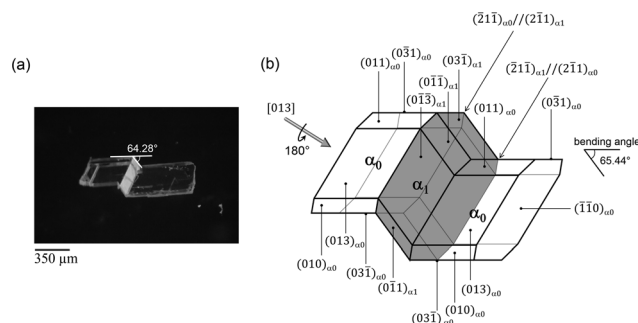 (a)
64.28°
350 µm
(b)
(2̄11̄)α0//(21̄1)α1
(03̄1)α0
(011)α0
(031̄)α1
(01̄1̄)α1
(2̄11̄)α1//(21̄1)α0
(01̄3̄)α1
(011)α0
(03̄1)α0
[013]
180°
bending angle
65.44°
α0
α1
α0
(1̄1̄0)α0
(013)α0
(010)α0
(031̄)α0
(01̄1)α1
(013)α0
(010)α0
(031̄)α0